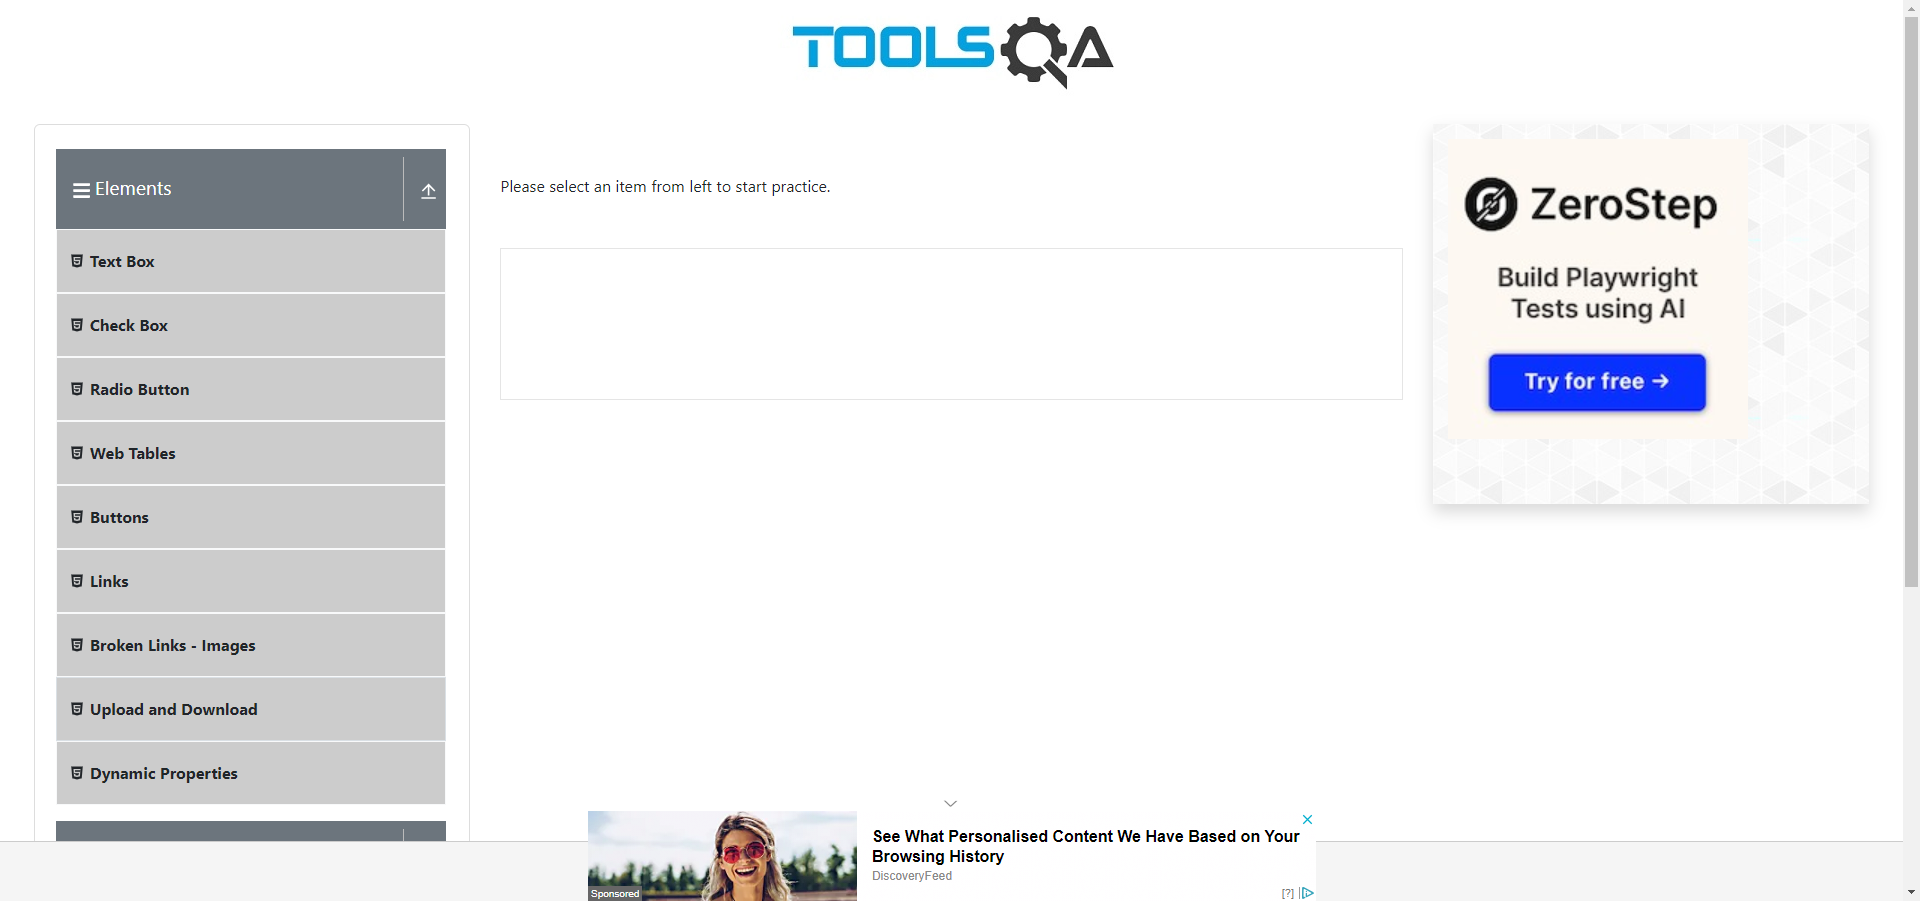 TOOLSQA
Elements
Text Box
Check Box
Radio Button
Web Tables
Buttons
Links
Broken Links - Images
Upload and Download
Dynamic Properties
Please select an item from left to start practice.
ZeroStep
Build Playwright
Tests using AI
Try for free →
See What Personalised Content We Have Based on Your
Browsing History
DiscoveryFeed
Sponsored
[?]